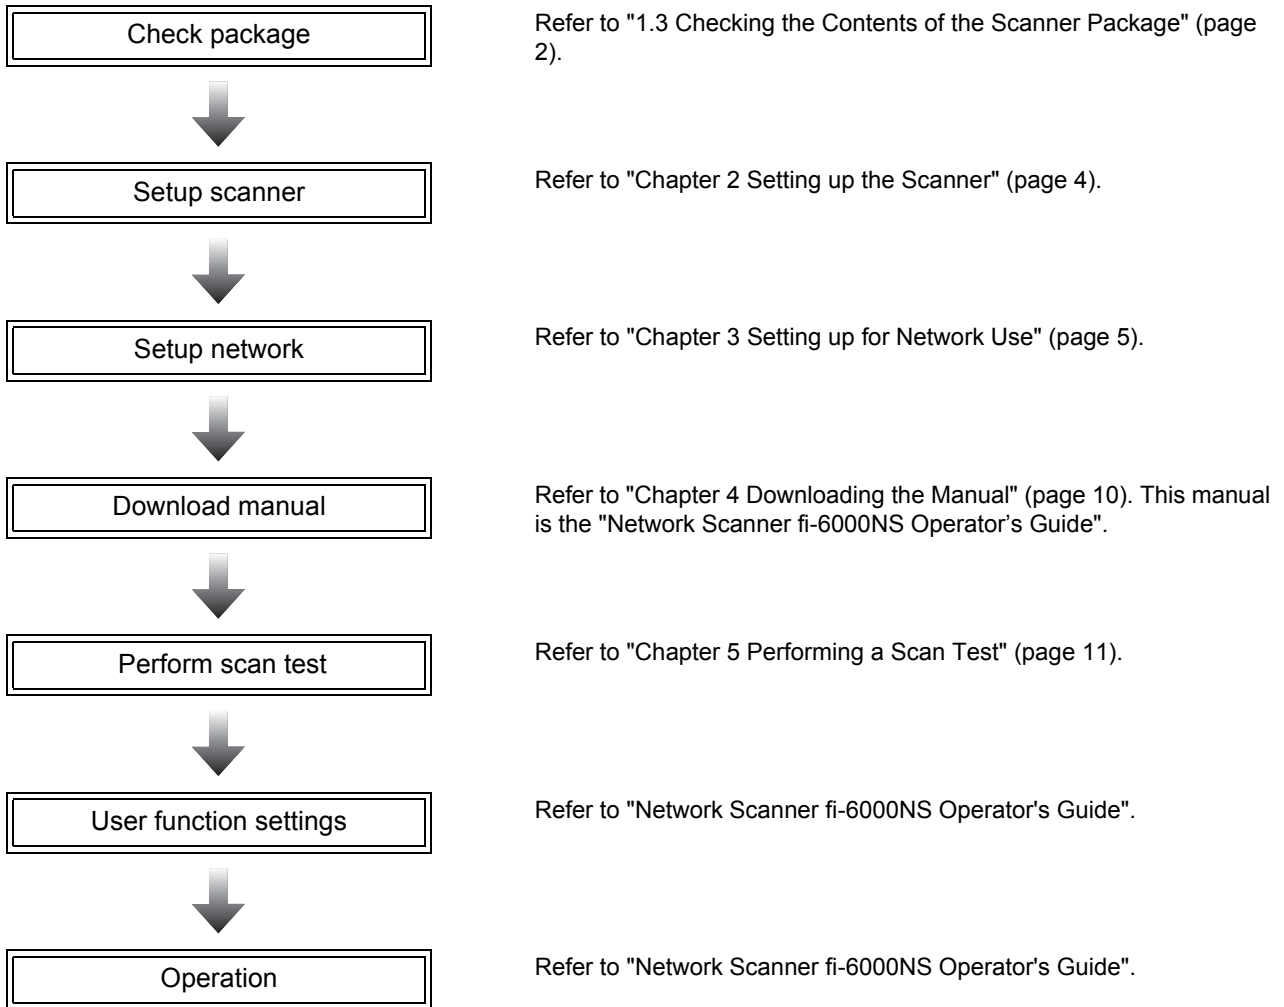 Check package
Refer to "1.3 Checking the Contents of the Scanner Package" (page
2).
Setup scanner
Refer to "Chapter 2 Setting up the Scanner" (page 4).
Setup network
Refer to "Chapter 3 Setting up for Network Use" (page 5).
Download manual
Refer to "Chapter 4 Downloading the Manual" (page 10). This manual
is the "Network Scanner fi-6000NS Operator’s Guide".
Perform scan test
Refer to "Chapter 5 Performing a Scan Test" (page 11).
User function settings
Refer to "Network Scanner fi-6000NS Operator's Guide".
Operation
Refer to "Network Scanner fi-6000NS Operator's Guide".